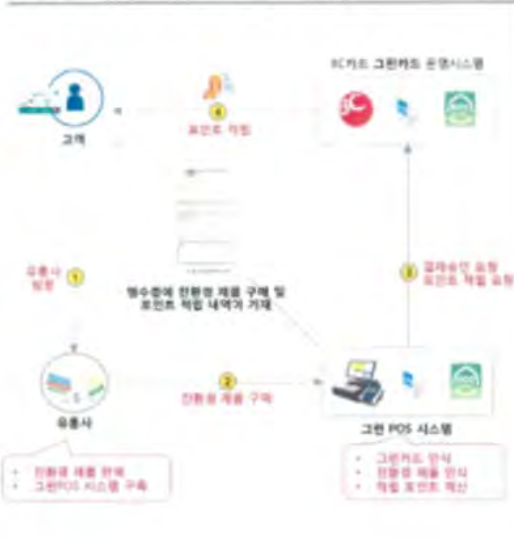 BC카드 그린카드 운영시스템
고객
4
포인트 적립
유통사
방문
1
영수증에 친환경 제품 구매 및
포인트 적립 내역이 기재
3
결제승인 요청
포인트 적립 요청
2
친환경 제품 구매
유통사
그린 POS 시스템
· 친환경 제품 판매
· 그린POS 시스템 구축
· 그린카드 인식
· 친환경 제품 인식
· 적립 포인트 계산